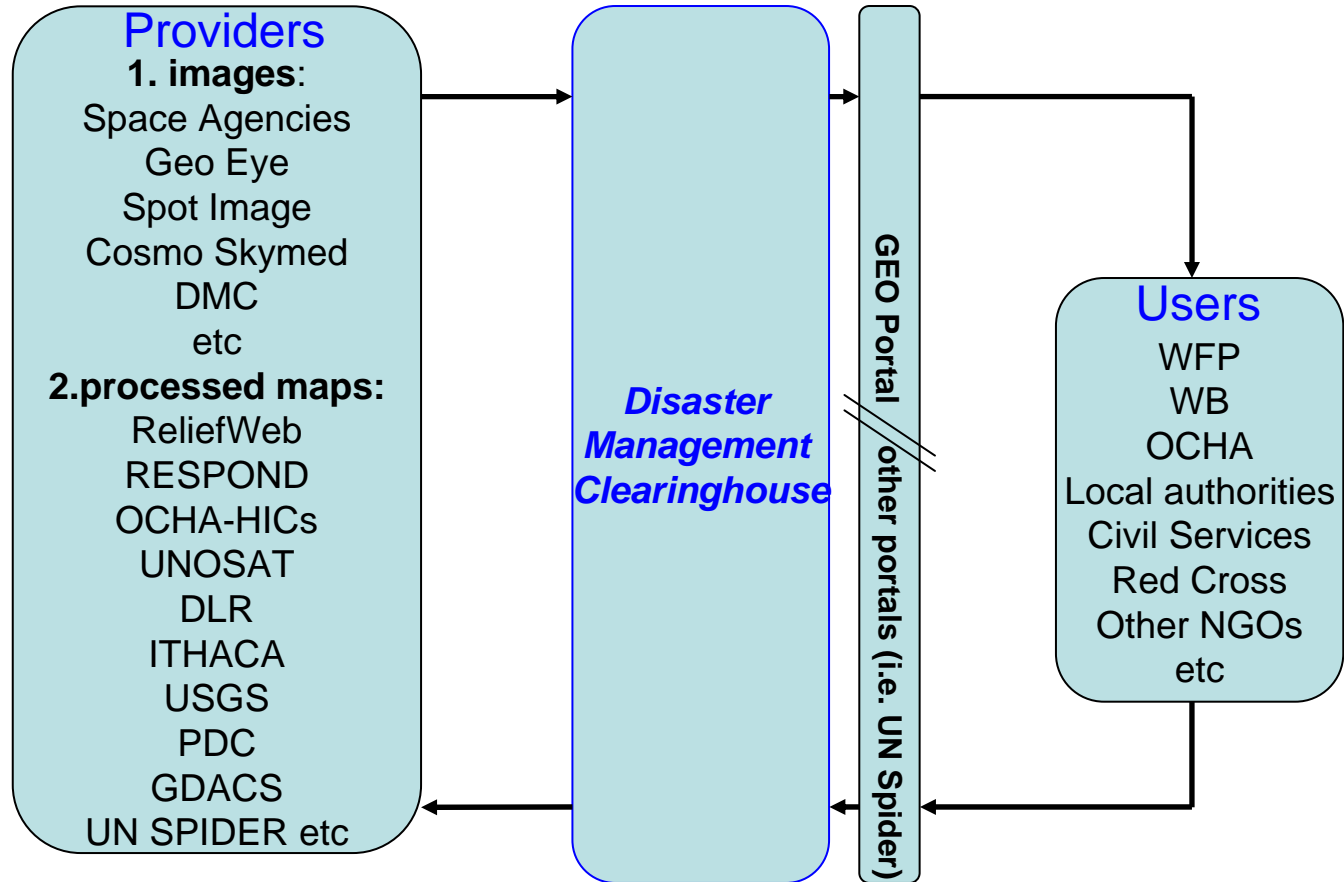 Providers
1. images:
Space Agencies
Geo Eye
Spot Image
Cosmo Skymed
DMC
etc
2.processed maps:
ReliefWeb
RESPOND
OCHA-HICs
UNOSAT
DLR
ITHACA
USGS
PDC
GDACS
UN SPIDER etc
Disaster
Management
Clearinghouse
GEO Portal other portals (i.e. UN Spider)
Users
WFP
WB
OCHA
Local authorities
Civil Services
Red Cross
Other NGOs
etc